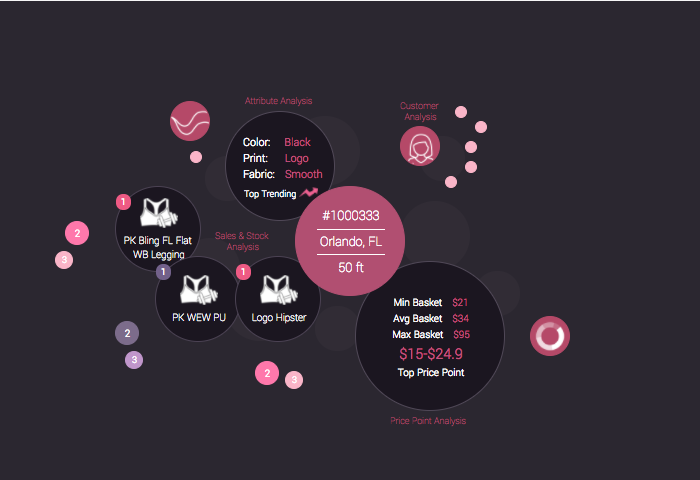 Attribute Analysis
Customer
Analysis
Color: Black
Print: Logo
Fabric: Smooth
Top Trending
#1000333
Orlando, FL
50 ft
1
PK Bling FL Flat
WB Legging
2
3
Sales & Stock
Analysis
1
PK WEW PU
2
3
1
Logo Hipster
2
3
Min Basket $21
Avg Basket $34
Max Basket $95
$15-$24.9
Top Price Point
Price Point Analysis